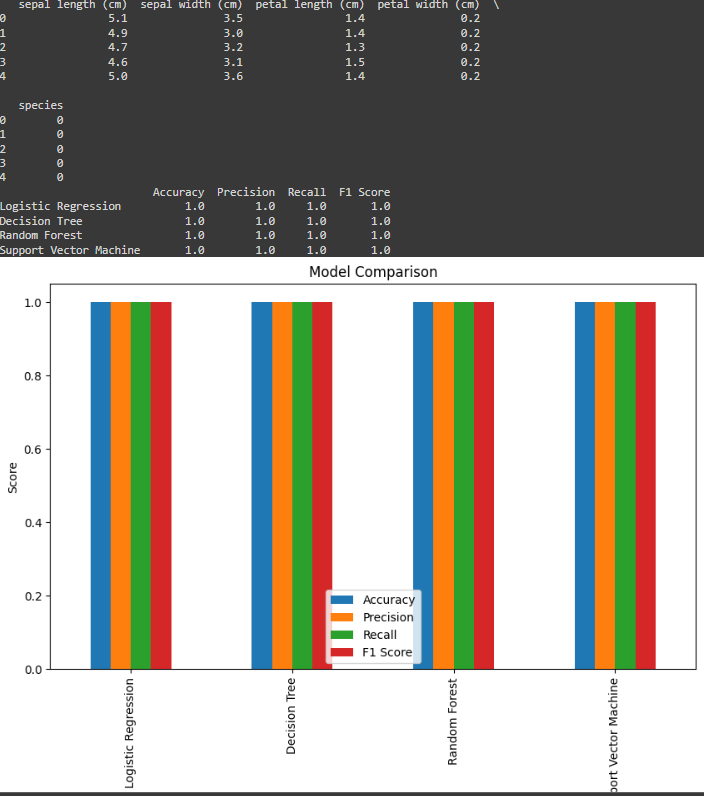 sepal length (cm)  sepal width (cm)  petal length (cm)  petal width (cm)  \
0                5.1               3.5                1.4               0.2
1                4.9               3.0                1.4               0.2
2                4.7               3.2                1.3               0.2
3                4.6               3.1                1.5               0.2
4                5.0               3.6                1.4               0.2
species
0        0
1        0
2        0
3        0
4        0
Accuracy  Precision  Recall  F1 Score
Logistic Regression          1.0        1.0     1.0       1.0
Decision Tree                1.0        1.0     1.0       1.0
Random Forest                1.0        1.0     1.0       1.0
Support Vector Machine       1.0        1.0     1.0       1.0
Model Comparison
1.0
0.8
0.6
0.4
0.2
0.0
Score
Accuracy
Precision
Recall
F1 Score
Logistic Regression
Decision Tree
Random Forest
port Vector Machine